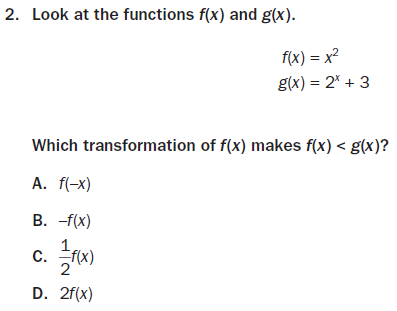 2. Look at the functions f(x) and g(x).
f(x) = x²
g(x) = 2ˣ + 3
Which transformation of f(x) makes f(x) < g(x)?
A. f(–x)
B. –f(x)
C. 1/2 f(x)
D. 2f(x)